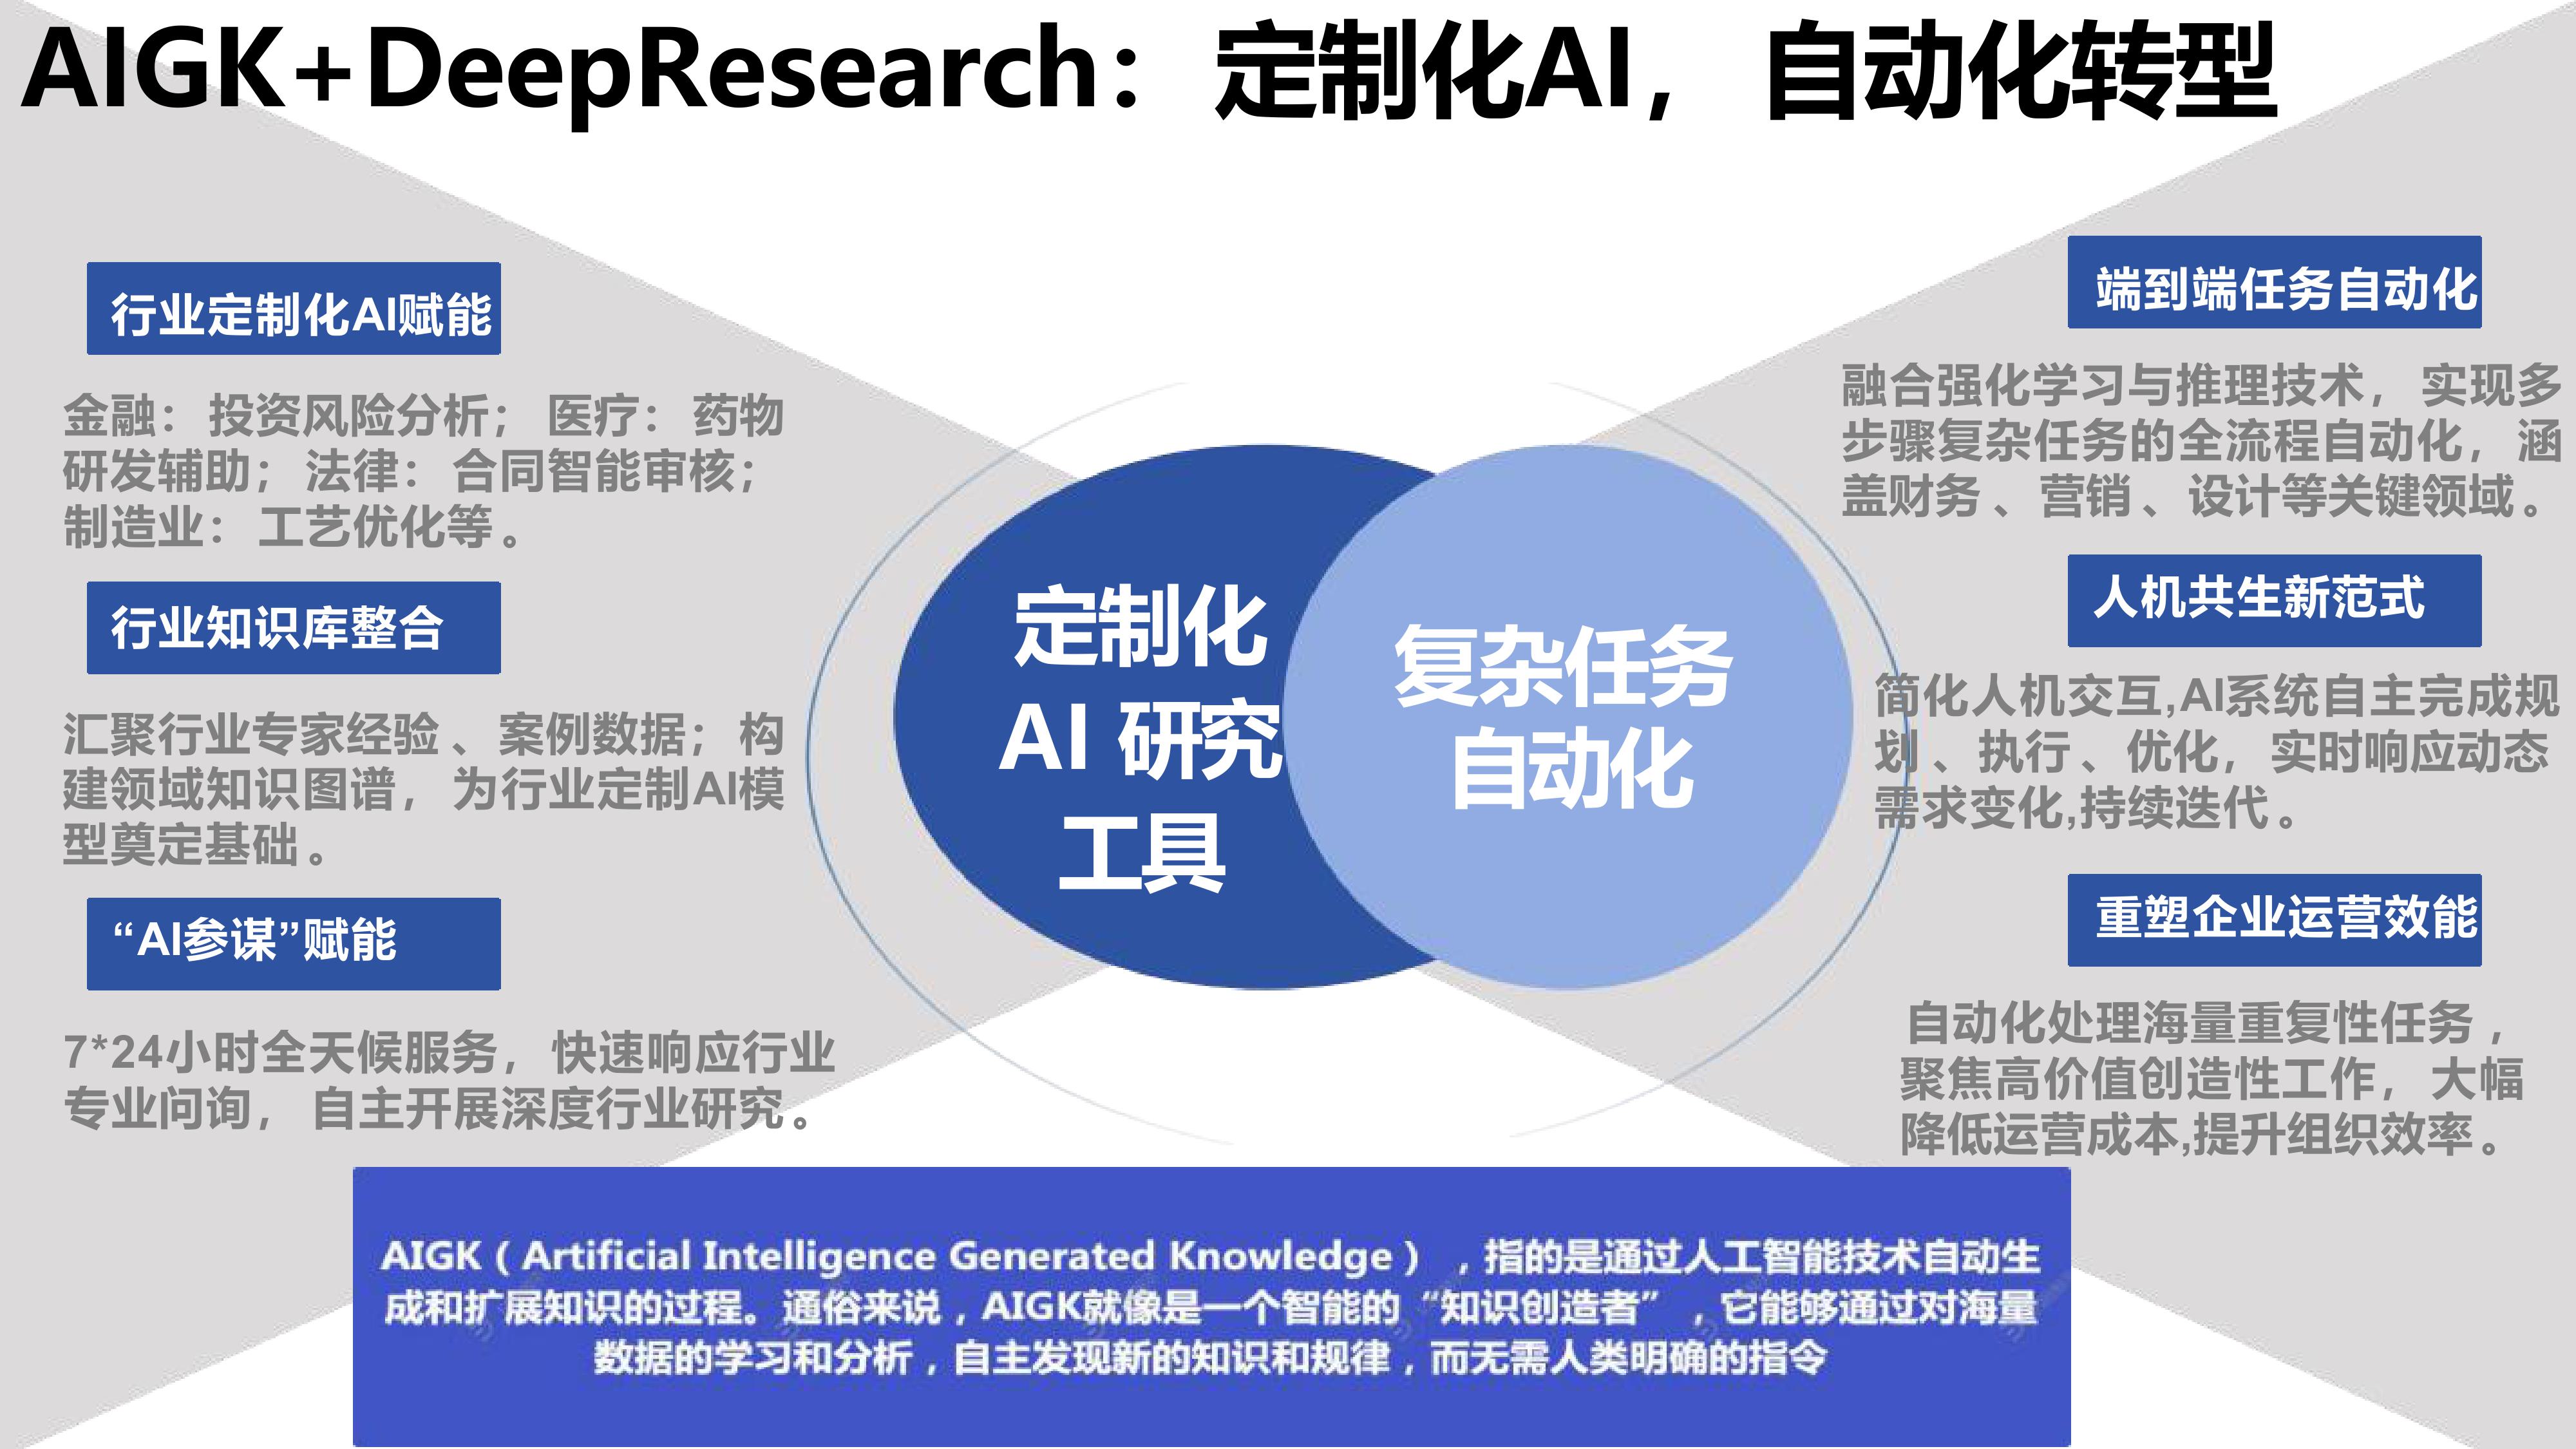 AIGK+DeepResearch：定制化AI，自动化转型
行业定制化AI赋能
金融：投资风险分析；医疗：药物
研发辅助；法律：合同智能审核；
制造业：工艺优化等。
行业知识库整合
汇聚行业专家经验、案例数据；构
建领域知识图谱，为行业定制AI模
型奠定基础。
“AI参谋”赋能
7*24小时全天候服务，快速响应行业
专业问询，自主开展深度行业研究。
定制化
AI 研究
工具
复杂任务
自动化
端到端任务自动化
融合强化学习与推理技术，实现多
步骤复杂任务的全流程自动化，涵
盖财务、营销、设计等关键领域。
人机共生新范式
简化人机交互,AI系统自主完成规
划、执行、优化，实时响应动态
需求变化,持续迭代。
重塑企业运营效能
自动化处理海量重复性任务，
聚焦高价值创造性工作，大幅
降低运营成本,提升组织效率。
AIGK（Artificial Intelligence Generated Knowledge），指的是通过人工智能技术自动生
成和扩展知识的过程。通俗来说，AIGK就像是一个智能的“知识创造者”，它能够通过对海量
数据的学习和分析，自主发现新的知识和规律，而无需人类明确的指令